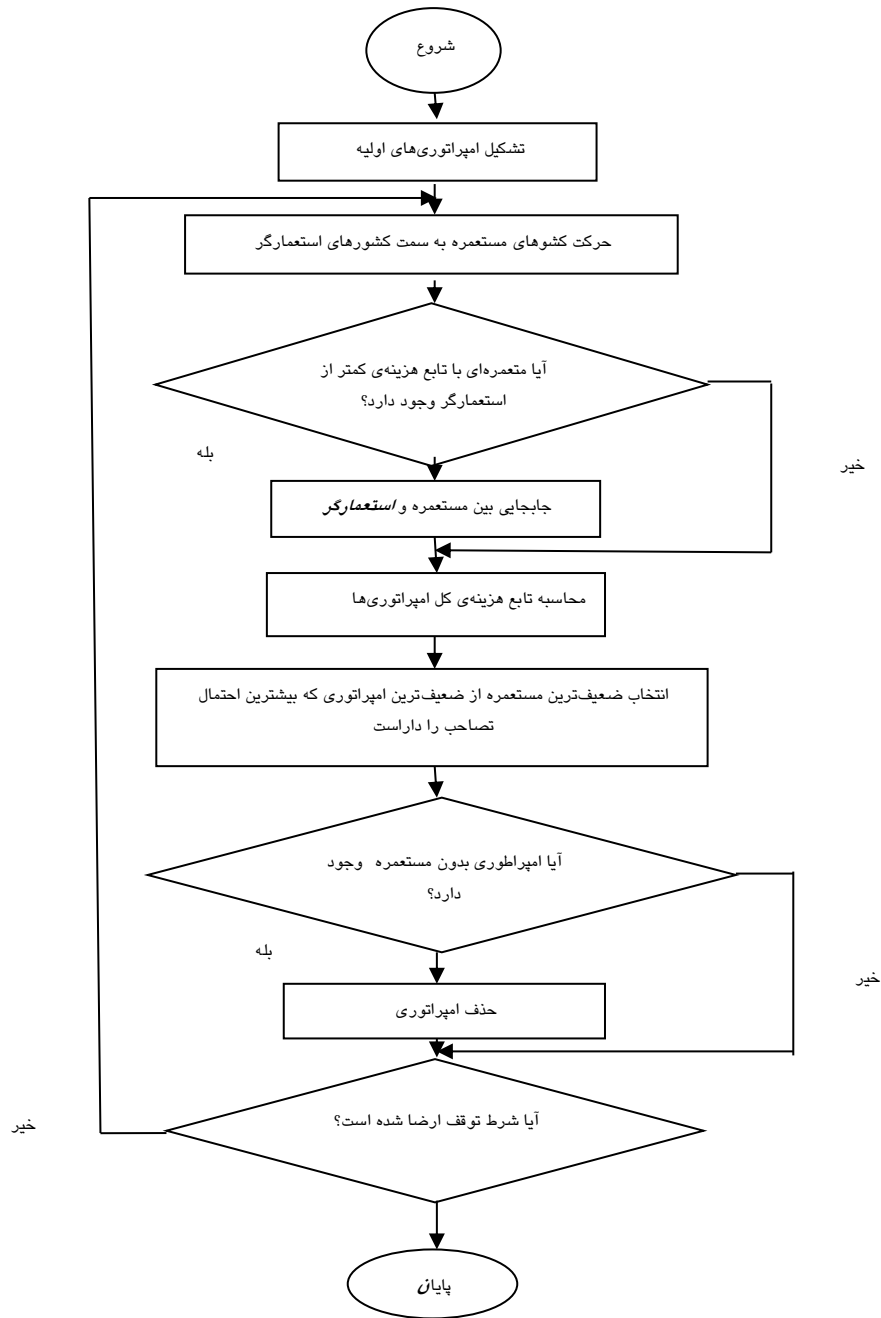 شروع
تشکیل امپراتوری‌های اولیه
حرکت کشوهای مستعمره به سمت کشورهای استعمارگر
آیا متعمره‌ای با تابع هزینه‌ی کمتر از
استعمارگر وجود دارد؟
بله
خیر
جابجایی بین مستعمره و استعمارگر
محاسبه تابع هزینه‌ی کل امپراتوری‌ها
انتخاب ضعیف‌ترین مستعمره از ضعیف‌ترین امپراتوری که بیشترین احتمال
تصاحب را داراست
آیا امپراطوری بدون مستعمره وجود
دارد؟
بله
خیر
حذف امپراتوری
آیا شرط توقف ارضا شده است؟
خیر
پایان